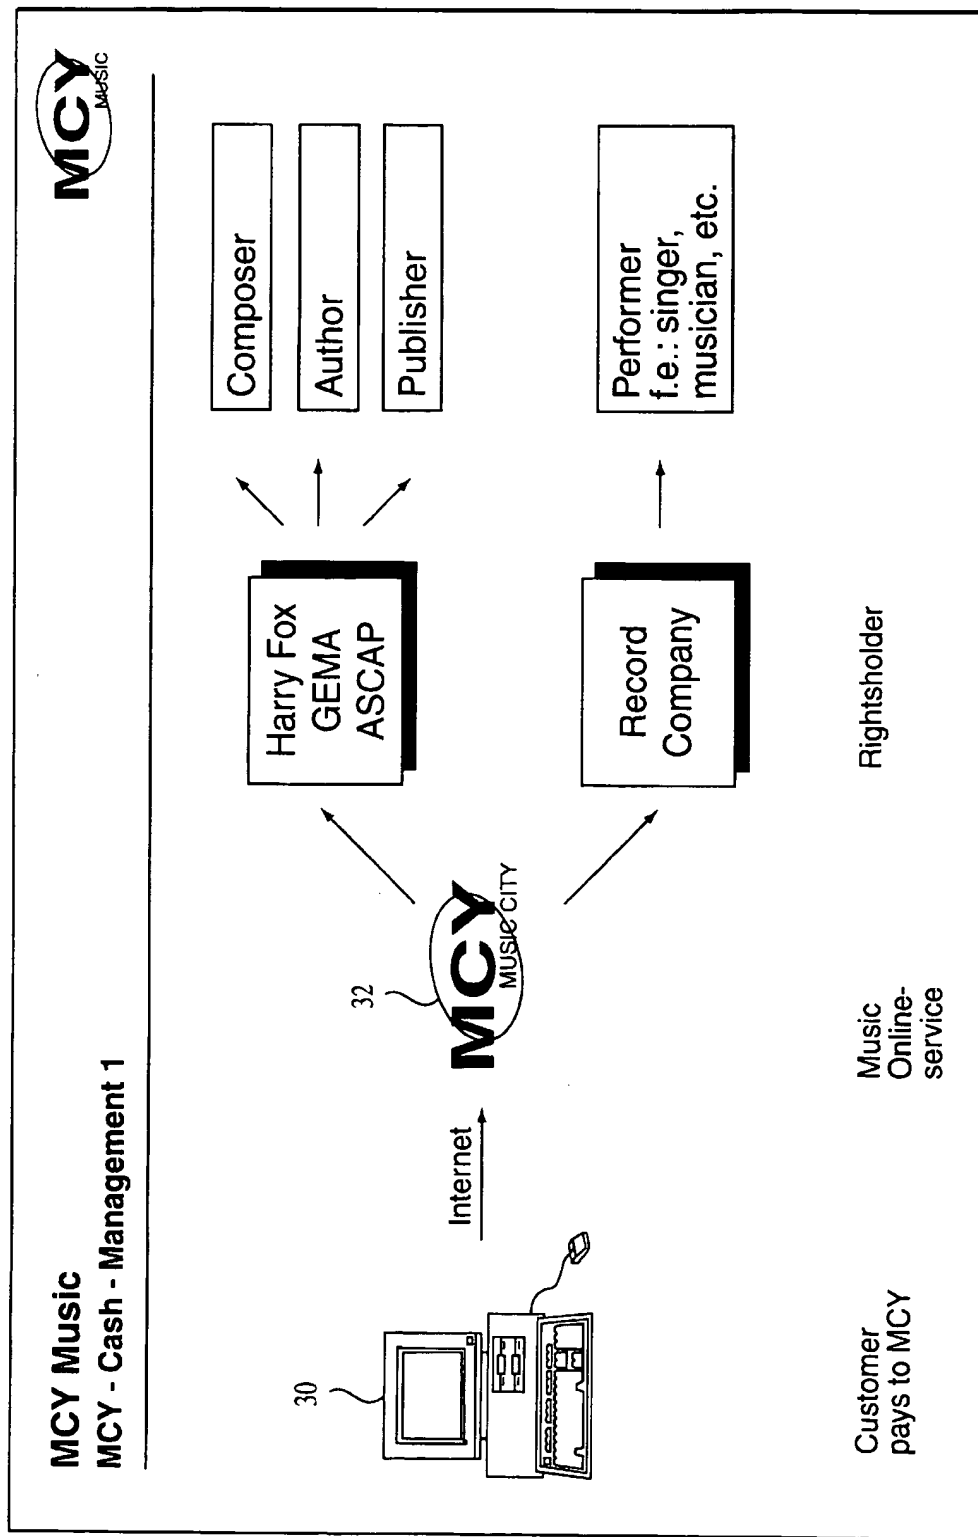 MCY Music
MCY - Cash - Management 1
MCY
MUSIC
30
Internet
32
MCY
MUSIC CITY
Harry Fox
GEMA
ASCAP
Record
Company
Composer
Author
Publisher
Performer
f.e.: singer,
musician, etc.
Customer
pays to MCY
Music
Online-
service
Rightsholder